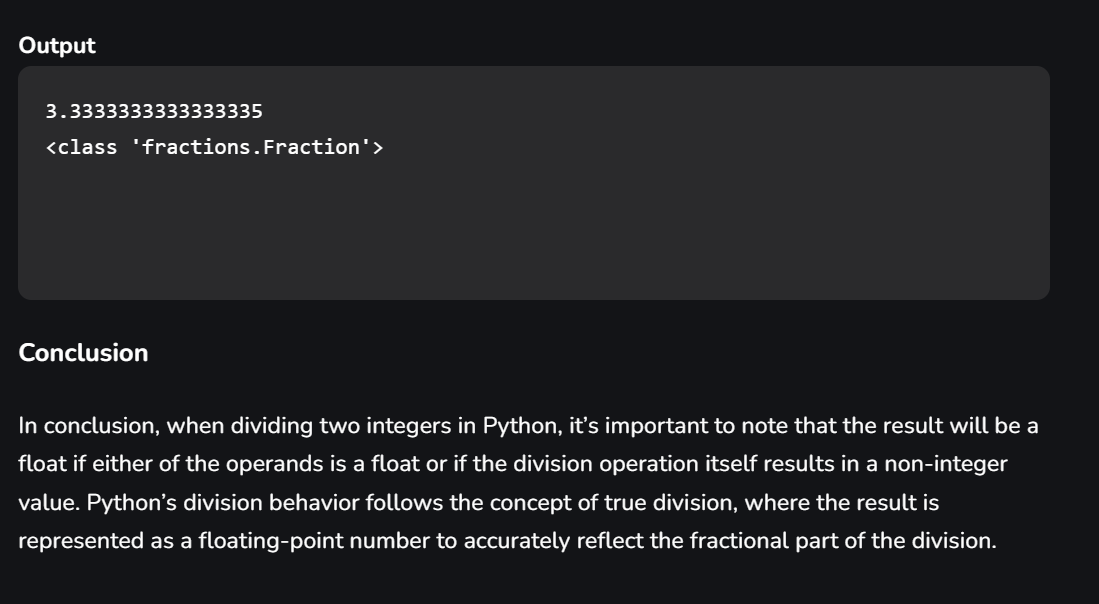 Output
3.3333333333333335
<class 'fractions.Fraction'>
Conclusion
In conclusion, when dividing two integers in Python, it’s important to note that the result will be a
float if either of the operands is a float or if the division operation itself results in a non-integer
value. Python’s division behavior follows the concept of true division, where the result is
represented as a floating-point number to accurately reflect the fractional part of the division.